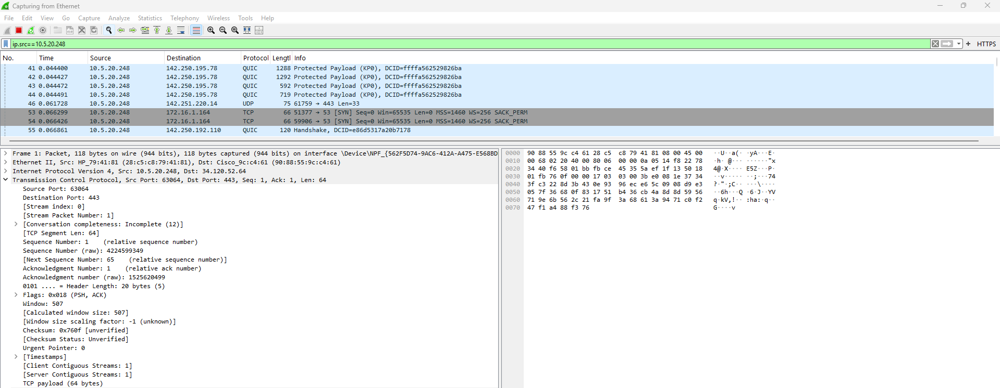 Capturing from Ethernet
File Edit View Go Capture Analyze Statistics Telephony Wireless Tools Help
ip.src==10.5.20.248
+ HTTPS
No. Time Source Destination Protocol Lengtl Info
41 0.044400 10.5.20.248 142.250.195.78 QUIC 1288 Protected Payload (KP0), DCID=ffffa562529826ba
42 0.044427 10.5.20.248 142.250.195.78 QUIC 1292 Protected Payload (KP0), DCID=ffffa562529826ba
43 0.044472 10.5.20.248 142.250.195.78 QUIC 592 Protected Payload (KP0), DCID=ffffa562529826ba
44 0.044491 10.5.20.248 142.250.195.78 QUIC 719 Protected Payload (KP0), DCID=ffffa562529826ba
46 0.061728 10.5.20.248 142.251.220.14 UDP 75 61759 → 443 Len=33
53 0.066299 10.5.20.248 172.16.1.164 TCP 66 51377 → 53 [SYN] Seq=0 Win=65535 Len=0 MSS=1460 WS=256 SACK_PERM
54 0.066426 10.5.20.248 172.16.1.164 TCP 66 59906 → 53 [SYN] Seq=0 Win=65535 Len=0 MSS=1460 WS=256 SACK_PERM
55 0.066861 10.5.20.248 142.250.192.110 QUIC 120 Handshake, DCID=e86d5317a20b7178
Frame 1: Packet, 118 bytes on wire (944 bits), 118 bytes captured (944 bits) on interface \Device\NPF_{562F5D74-9AC6-412A-A475-E568BD
Ethernet II, Src: HP_79:41:81 (28:c5:c8:79:41:81), Dst: Cisco_9c:c4:61 (90:88:55:9c:c4:61)
Internet Protocol Version 4, Src: 10.5.20.248, Dst: 34.120.52.64
Transmission Control Protocol, Src Port: 63064, Dst Port: 443, Seq: 1, Ack: 1, Len: 64
Source Port: 63064
Destination Port: 443
[Stream index: 0]
[Stream Packet Number: 1]
[Conversation completeness: Incomplete (12)]
[TCP Segment Len: 64]
Sequence Number: 1 (relative sequence number)
Sequence Number (raw): 4224599349
[Next Sequence Number: 65 (relative sequence number)]
Acknowledgment Number: 1 (relative ack number)
Acknowledgment number (raw): 1525620499
0101 .... = Header Length: 20 bytes (5)
Flags: 0x018 (PSH, ACK)
Window: 507
[Calculated window size: 507]
[Window size scaling factor: -1 (unknown)]
Checksum: 0x760f [unverified]
[Checksum Status: Unverified]
Urgent Pointer: 0
[Timestamps]
[Client Contiguous Streams: 1]
[Server Contiguous Streams: 1]
TCP payload (64 bytes)
0000 90 88 55 9c c4 61 28 c5 c8 79 41 81 08 00 45 00 ··U··a(· ·yA···E·
0010 00 68 02 20 40 00 80 06 00 00 0a 05 14 f8 22 78 ·h· @··· ······"x
0020 34 40 f6 58 01 bb fb ce 45 35 5a ef 1f 13 50 18 4@·X···· E5Z···P·
0030 01 fb 76 0f 00 00 17 03 03 00 3b e0 08 1e 37 34 ··v····· ··;···74
0040 3f c3 22 8d 3b 43 0e 93 96 ec e6 5c 09 08 d9 e3 ?·"·;C·· ···\····
0050 05 7f 36 68 0f 83 17 51 b4 36 cb 4a 8d 8d 59 56 ··6h···Q ·6·J··YV
0060 71 9e 6b 56 2c 21 fa 9f 3a 68 61 3a 94 71 c0 f2 q·kV,!·· :ha:·q··
0070 47 f1 a4 88 f3 76 G····v